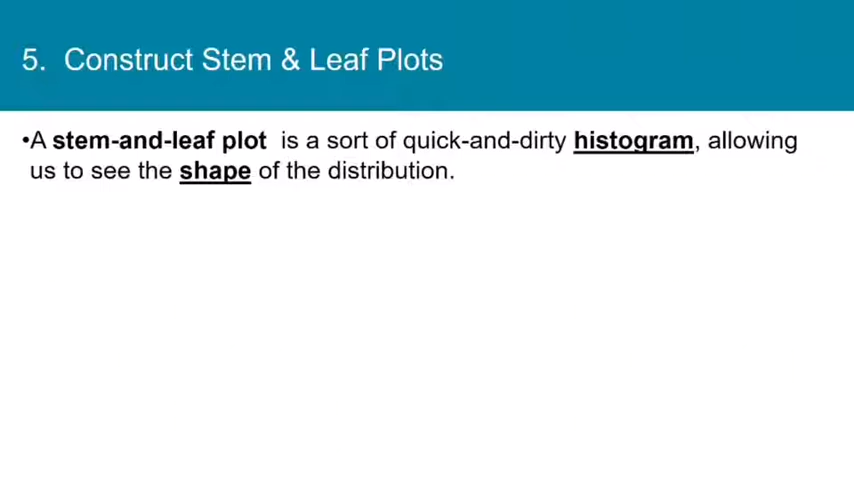 5. Construct Stem & Leaf Plots
•A stem-and-leaf plot is a sort of quick-and-dirty histogram, allowing
us to see the shape of the distribution.